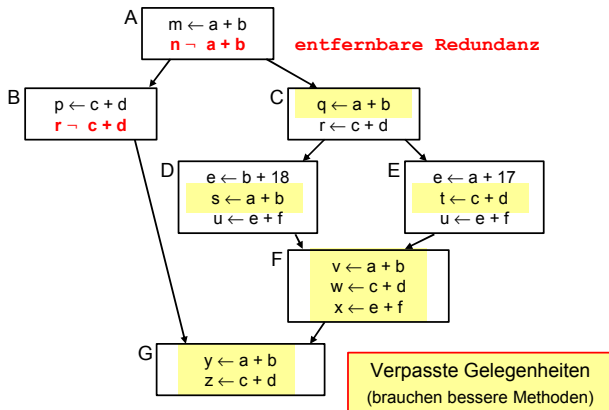 A
m ← a + b
n ¬ a + b
entfernbare Redundanz
B
p ← c + d
r ¬ c + d
C
q ← a + b
r ← c + d
D
e ← b + 18
s ← a + b
u ← e + f
E
e ← a + 17
t ← c + d
u ← e + f
F
v ← a + b
w ← c + d
x ← e + f
G
y ← a + b
z ← c + d
Verpasste Gelegenheiten
(brauchen bessere Methoden)